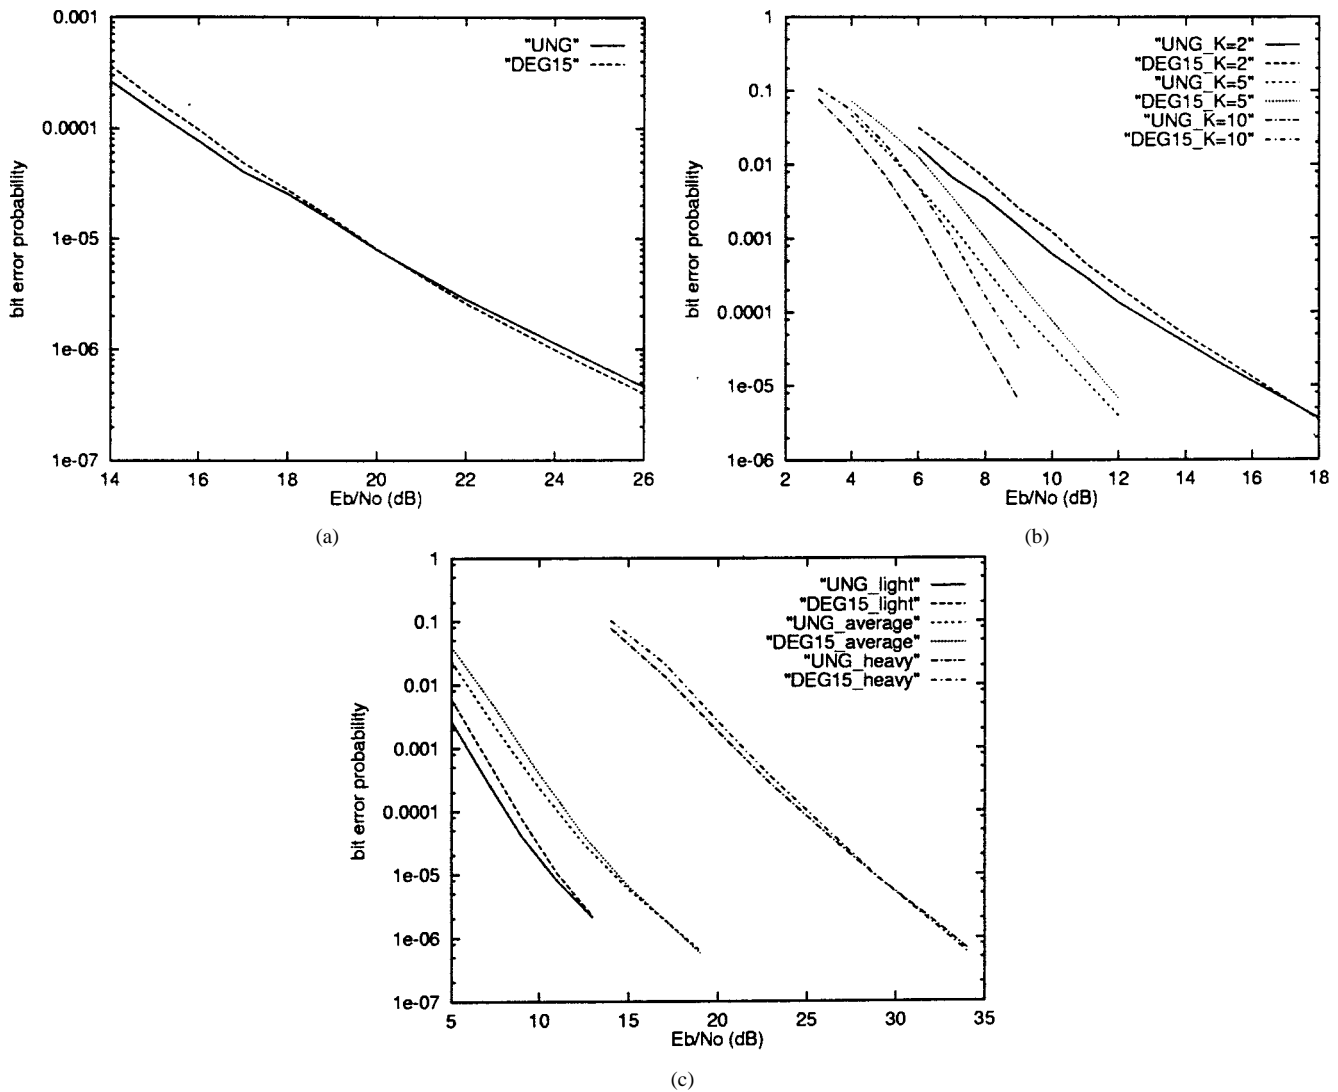 0.001
0.0001
1e-05
1e-06
1e-07
bit error probability
"UNG"
"DEG15"
14
16
18
20
22
24
26
Eb/No (dB)
(a)
1
0.1
0.01
0.001
0.0001
1e-05
1e-06
bit error probability
"UNG_K=2"
"DEG15_K=2"
"UNG_K=5"
"DEG15_K=5"
"UNG_K=10"
"DEG15_K=10"
2
4
6
8
10
12
14
16
18
Eb/No (dB)
(b)
1
0.1
0.01
0.001
0.0001
1e-05
1e-06
1e-07
bit error probability
"UNG_light"
"DEG15_light"
"UNG_average"
"DEG15_average"
"UNG_heavy"
"DEG15_heavy"
5
10
15
20
25
30
35
Eb/No (dB)
(c)